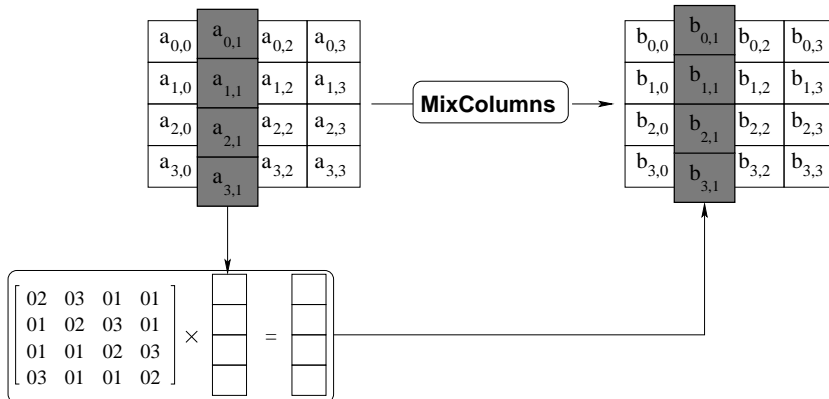 a0,0 a0,1 a0,2 a0,3 b0,0 b0,1 b0,2 b0,3
a1,0 a1,1 a1,2 a1,3 MixColumns b1,0 b1,1 b1,2 b1,3
a2,0 a2,1 a2,2 a2,3 b2,0 b2,1 b2,2 b2,3
a3,0 a3,1 a3,2 a3,3 b3,0 b3,1 b3,2 b3,3
02 03 01 01
01 02 03 01 × =
01 01 02 03
03 01 01 02